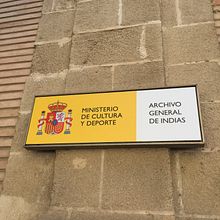 MINISTERIO
DE CULTURA
Y DEPORTE
ARCHIVO
GENERAL
DE INDIAS